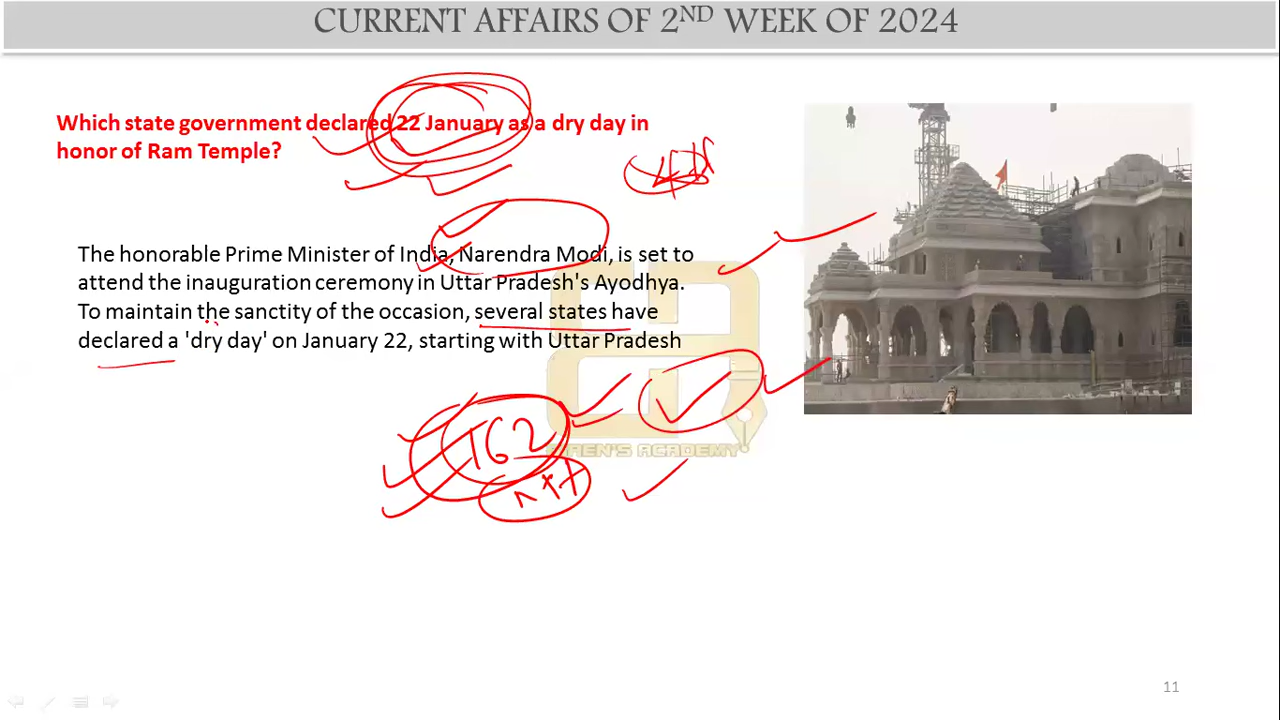 CURRENT AFFAIRS OF 2ND WEEK OF 2024
Which state government declared 22 January as a dry day in
honor of Ram Temple?
The honorable Prime Minister of India, Narendra Modi, is set to
attend the inauguration ceremony in Uttar Pradesh's Ayodhya.
To maintain the sanctity of the occasion, several states have
declared a 'dry day' on January 22, starting with Uttar Pradesh
162
11